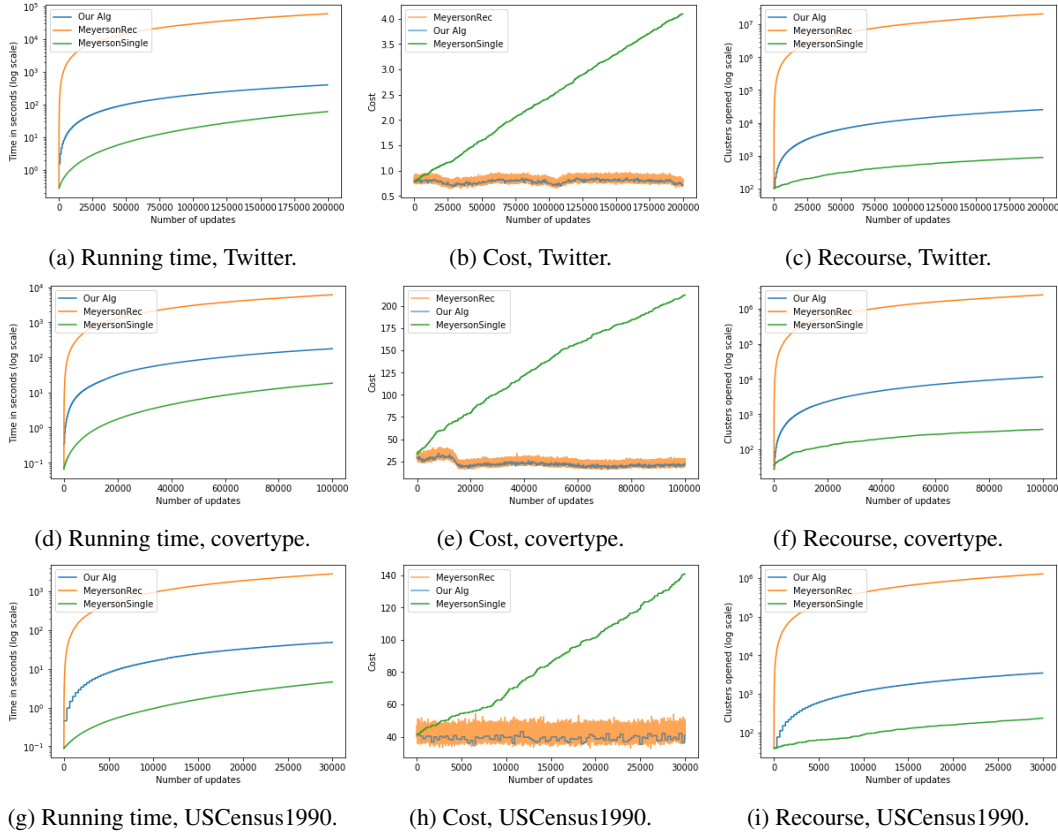 Our Alg
MeyersonRec
MeyersonSingle
Time in seconds (log scale)
10^5
10^4
10^3
10^2
10^1
10^0
0 25000 50000 75000 100000 125000 150000 175000 200000
Number of updates
(a) Running time, Twitter.
MeyersonRec
Our Alg
MeyersonSingle
Cost
4.0
3.5
3.0
2.5
2.0
1.5
1.0
0.5
0 25000 50000 75000 100000 125000 150000 175000 200000
Number of updates
(b) Cost, Twitter.
Our Alg
MeyersonRec
MeyersonSingle
Clusters opened (log scale)
10^7
10^6
10^5
10^4
10^3
10^2
0 25000 50000 75000 100000 125000 150000 175000 200000
Number of updates
(c) Recourse, Twitter.
Our Alg
MeyersonRec
MeyersonSingle
Time in seconds (log scale)
10^4
10^3
10^2
10^1
10^0
10^−1
0 20000 40000 60000 80000 100000
Number of updates
(d) Running time, covertype.
MeyersonRec
Our Alg
MeyersonSingle
Cost
200
175
150
125
100
75
50
25
0 20000 40000 60000 80000 100000
Number of updates
(e) Cost, covertype.
Our Alg
MeyersonRec
MeyersonSingle
Clusters opened (log scale)
10^6
10^5
10^4
10^3
10^2
0 20000 40000 60000 80000 100000
Number of updates
(f) Recourse, covertype.
Our Alg
MeyersonRec
MeyersonSingle
Time in seconds (log scale)
10^3
10^2
10^1
10^0
10^−1
0 5000 10000 15000 20000 25000 30000
Number of updates
(g) Running time, USCensus1990.
MeyersonRec
Our Alg
MeyersonSingle
Cost
140
120
100
80
60
40
0 5000 10000 15000 20000 25000 30000
Number of updates
(h) Cost, USCensus1990.
Our Alg
MeyersonRec
MeyersonSingle
Clusters opened (log scale)
10^6
10^5
10^4
10^3
10^2
0 5000 10000 15000 20000 25000 30000
Number of updates
(i) Recourse, USCensus1990.